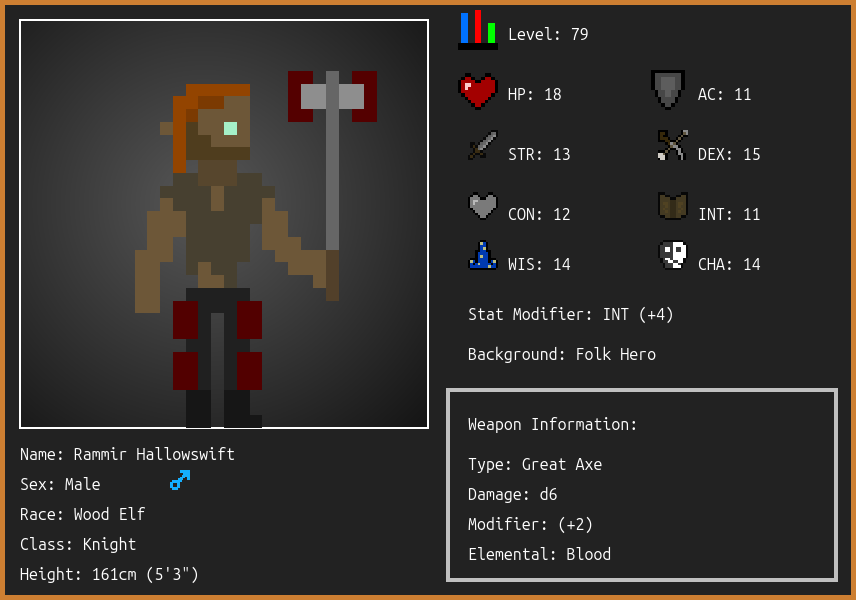 Level: 79
HP: 18
AC: 11
STR: 13
DEX: 15
CON: 12
INT: 11
WIS: 14
CHA: 14
Stat Modifier: INT (+4)
Background: Folk Hero
Weapon Information:
Type: Great Axe
Damage: d6
Modifier: (+2)
Elemental: Blood
Name: Rammir Hallowswift
Sex: Male
Race: Wood Elf
Class: Knight
Height: 161cm (5'3")